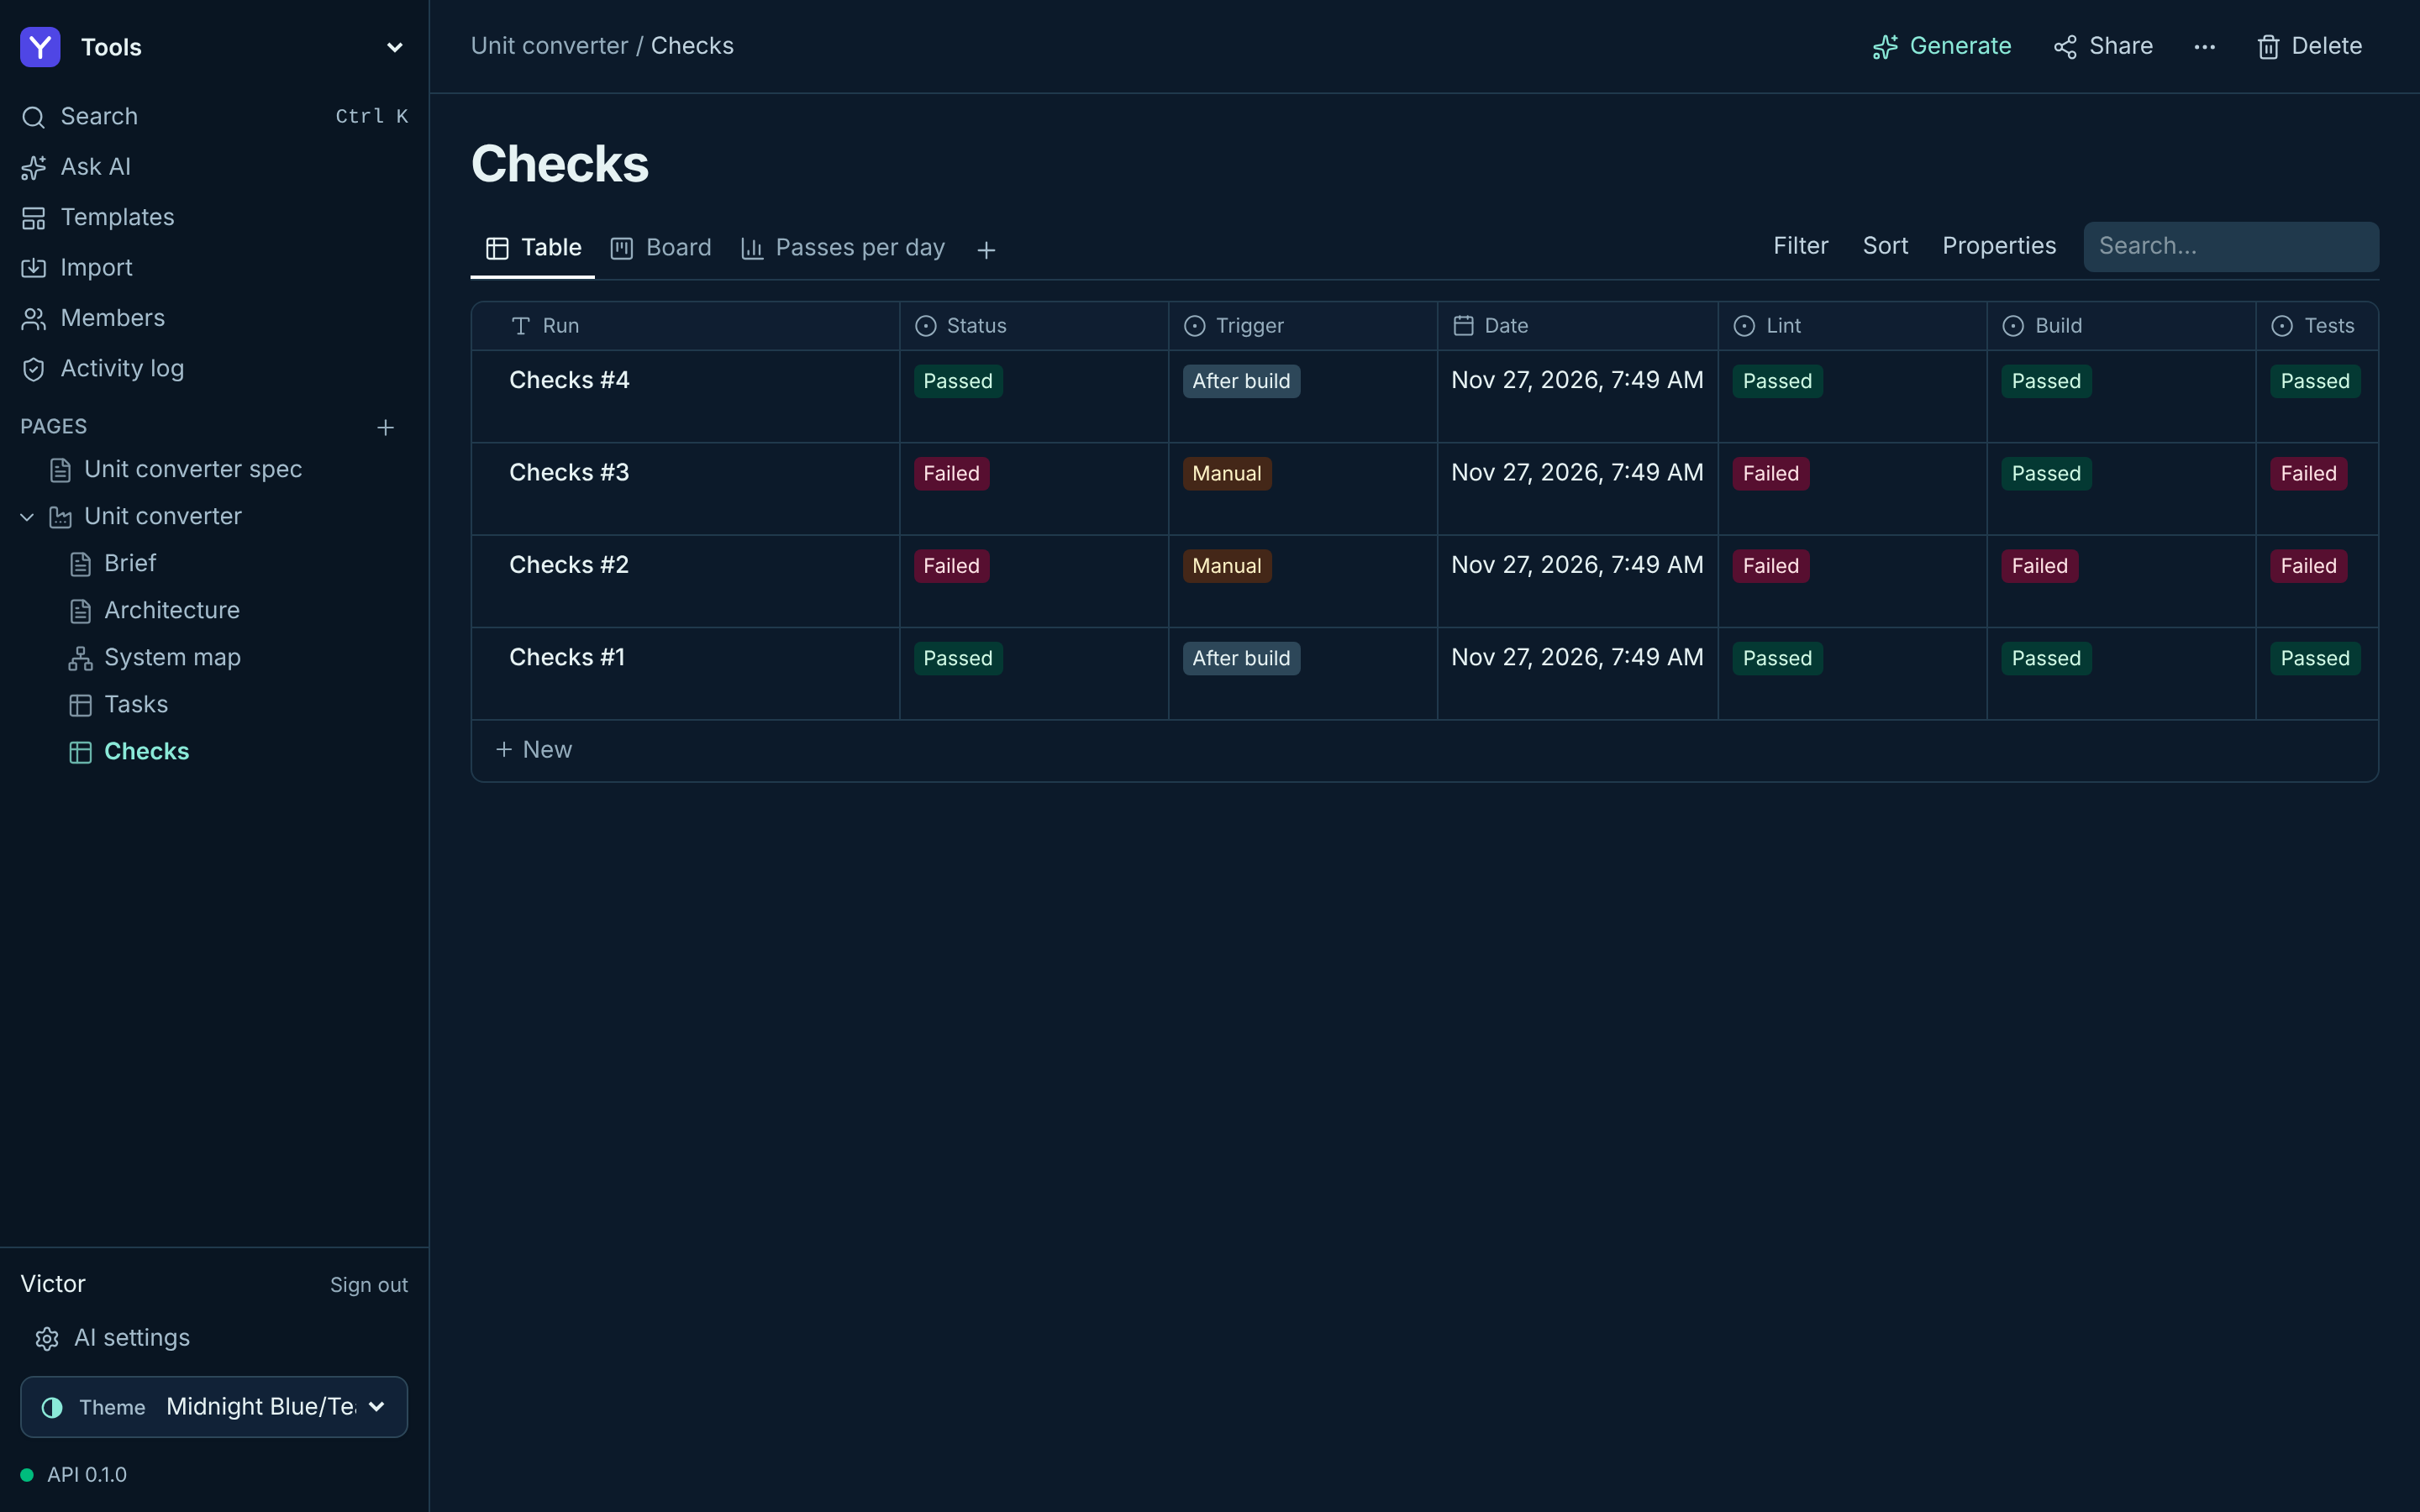 Tools
Search Ctrl K
Ask AI
Templates
Import
Members
Activity log
PAGES
Unit converter spec
Unit converter
Brief
Architecture
System map
Tasks
Checks
Victor Sign out
AI settings
Theme Midnight Blue/Te
API 0.1.0
Unit converter / Checks
Generate Share Delete
Checks
Table Board Passes per day
Filter Sort Properties Search...
Run Status Trigger Date Lint Build Tests
Checks #4 Passed After build Nov 27, 2026, 7:49 AM Passed Passed Passed
Checks #3 Failed Manual Nov 27, 2026, 7:49 AM Failed Passed Failed
Checks #2 Failed Manual Nov 27, 2026, 7:49 AM Failed Failed Failed
Checks #1 Passed After build Nov 27, 2026, 7:49 AM Passed Passed Passed
New